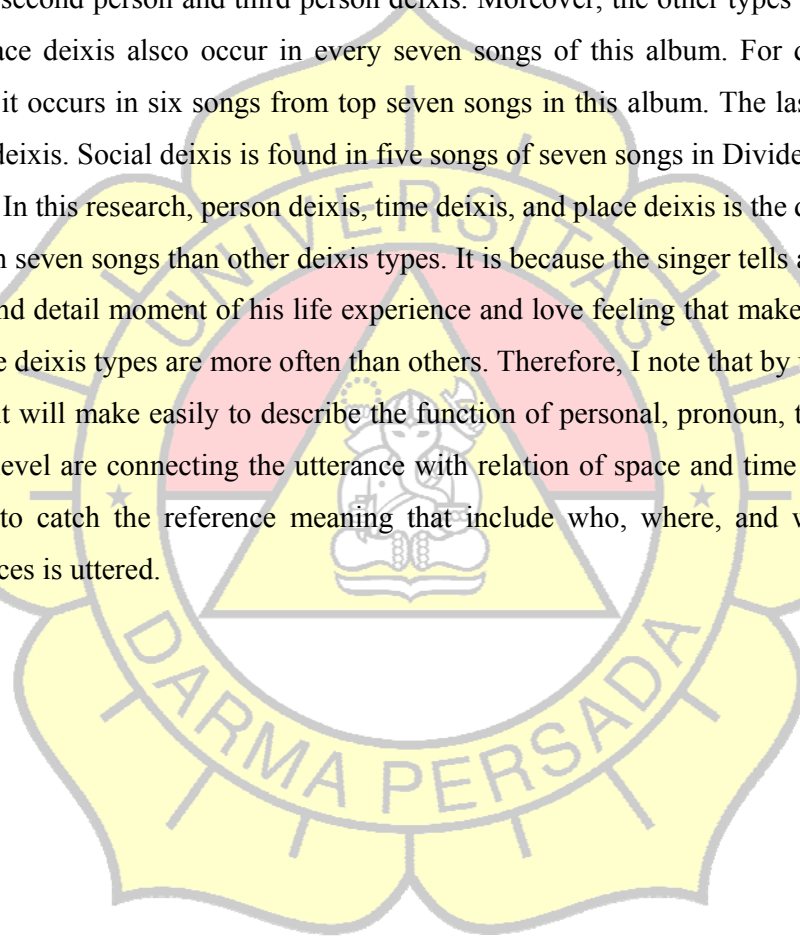 second person and third person deixis. Moreover, the other types
ace deixis alsco occur in every seven songs of this album. For
it occurs in six songs from top seven songs in this album. The las
deixis. Social deixis is found in five songs of seven songs in Divide
In this research, person deixis, time deixis, and place deixis is the
n seven songs than other deixis types. It is because the singer tells a
nd detail moment of his life experience and love feeling that make
e deixis types are more often than others. Therefore, I note that by
it will make easily to describe the function of personal, pronoun, t
level are connecting the utterance with relation of space and time
to catch the reference meaning that include who, where, and w
ces is uttered.
UNIVERSITAS
DARMA PERSADA